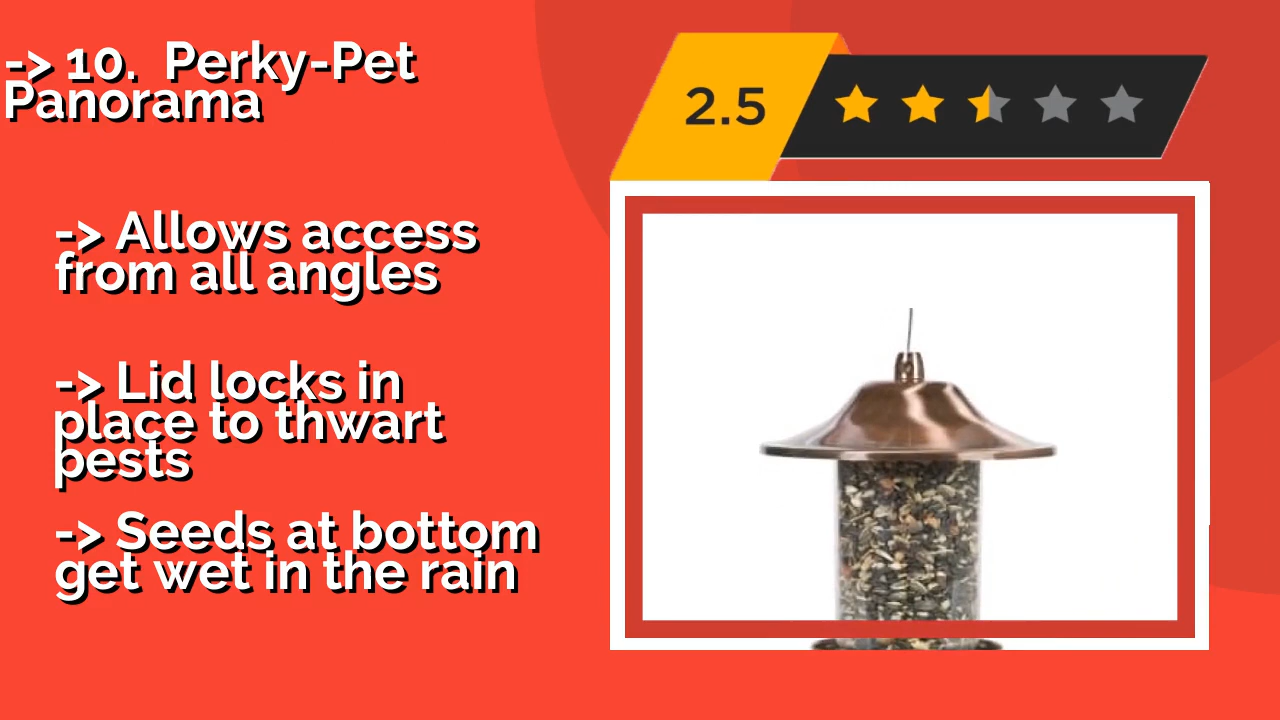 -> 10. Perky-Pet
Panorama
2.5
-> Allows access
from all angles
-> Lid locks in
place to thwart
pests
-> Seeds at bottom
get wet in the rain